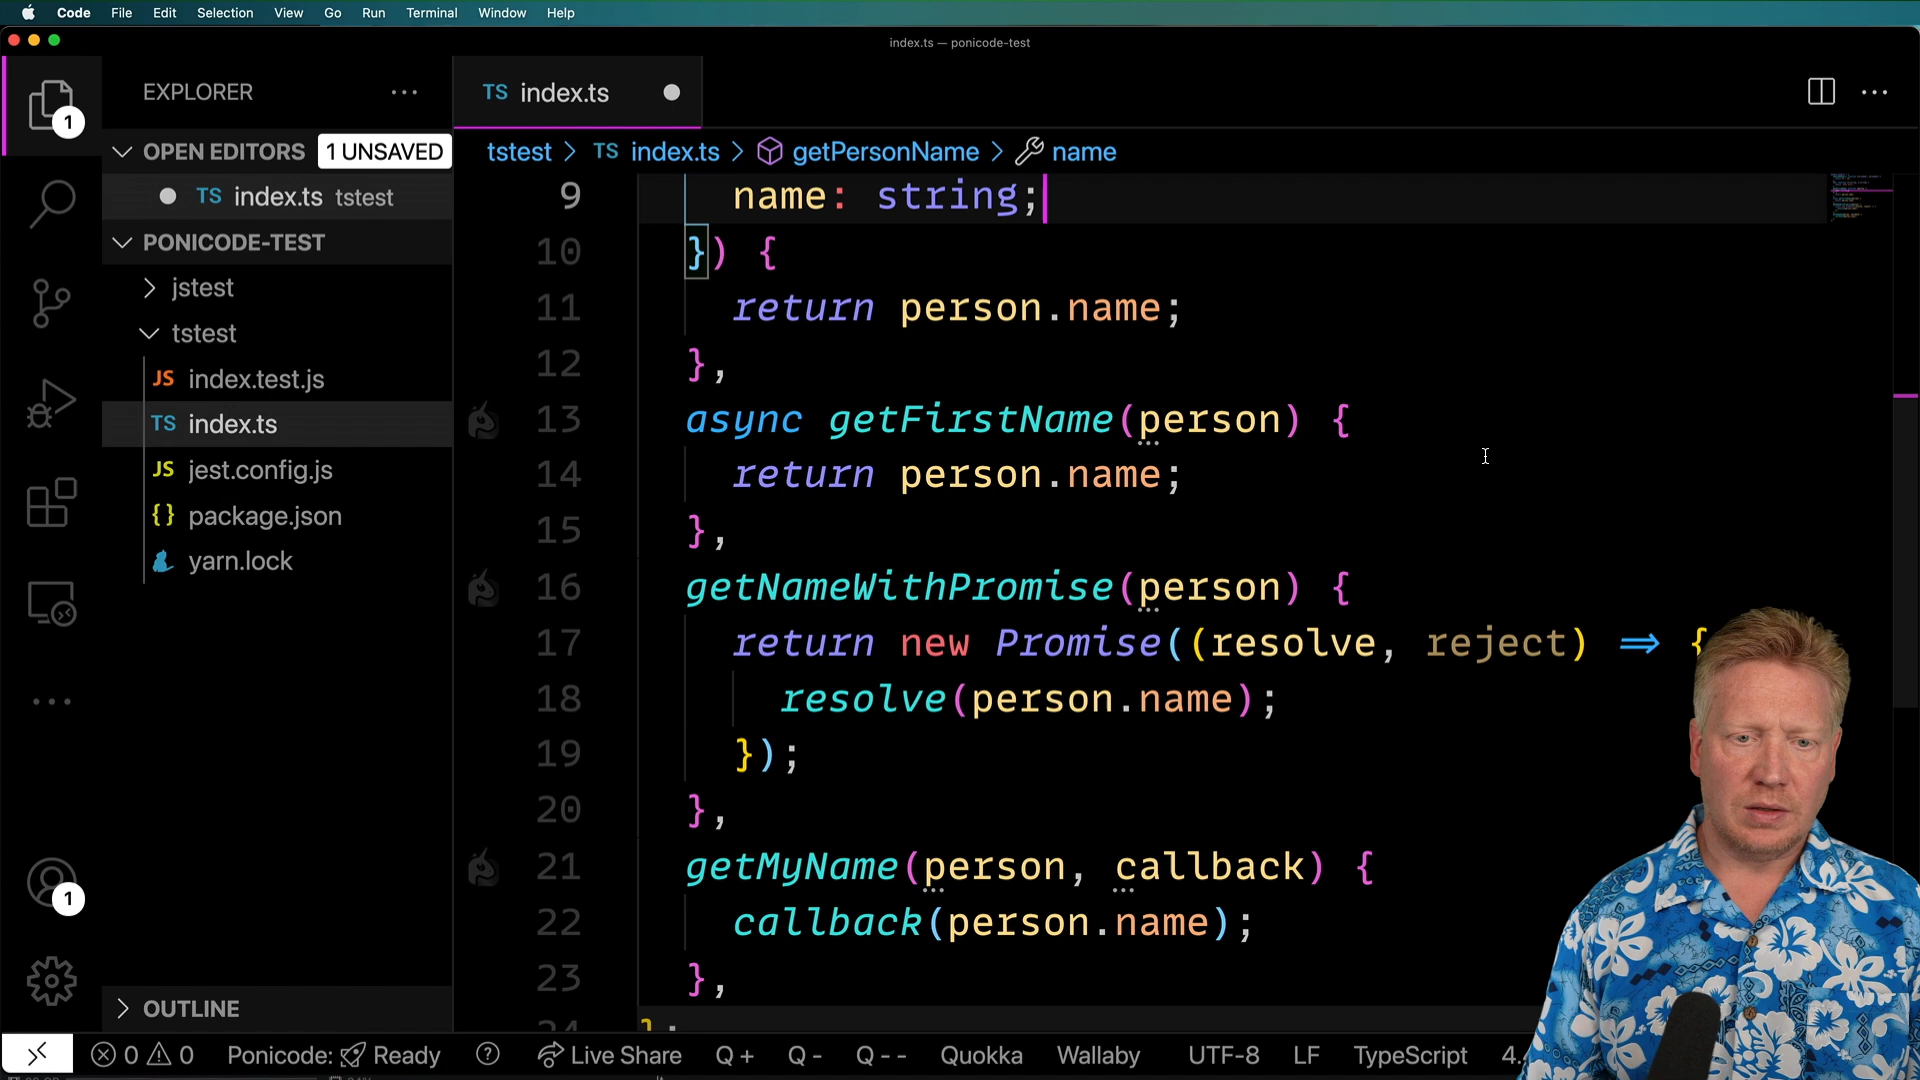 Code File Edit Selection View Go Run Terminal Window Help
index.ts — ponicode-test
EXPLORER
TS index.ts
OPEN EDITORS 1 UNSAVED
TS index.ts tstest
PONICODE-TEST
jstest
tstest
JS index.test.js
TS index.ts
JS jest.config.js
{} package.json
yarn.lock
OUTLINE
1
1
tstest > TS index.ts > getPersonName > name
9 name: string;
10 }) {
11 return person.name;
12 },
13 async getFirstName(person) {
14 return person.name;
15 },
16 getNameWithPromise(person) {
17 return new Promise((resolve, reject) ⇒ {
18 resolve(person.name);
19 });
20 },
21 getMyName(person, callback) {
22 callback(person.name);
23 },
0 0 Ponicode: Ready Live Share Q+ Q- Q-- Quokka Wallaby UTF-8 LF TypeScript